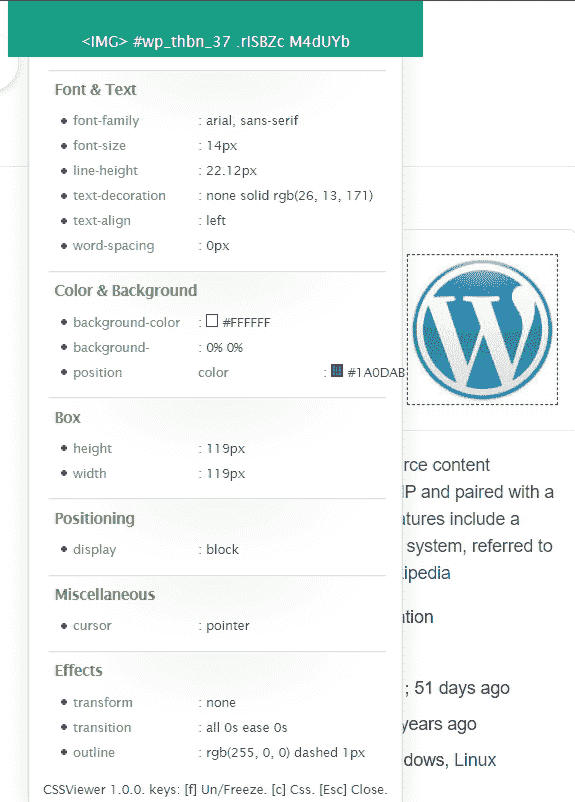 <IMG> #wp_thbn_37 .rISBZc M4dUYb
Font & Text
font-family : arial, sans-serif
font-size : 14px
line-height : 22.12px
text-decoration : none solid rgb(26, 13, 171)
text-align : left
word-spacing : 0px
Color & Background
background-color : #FFFFFF
background- : 0% 0%
position color : #1A0DAB
Box
height : 119px
width : 119px
Positioning
display : block
Miscellaneous
cursor : pointer
Effects
transform : none
transition : all 0s ease 0s
outline : rgb(255, 0, 0) dashed 1px
CSSViewer 1.0.0. keys: [f] Un/Freeze. [c] Css. [Esc] Close.
W
rce content
P and paired with a
atures include a
system, referred to
ipedia
ation
; 51 days ago
years ago
dows, Linux